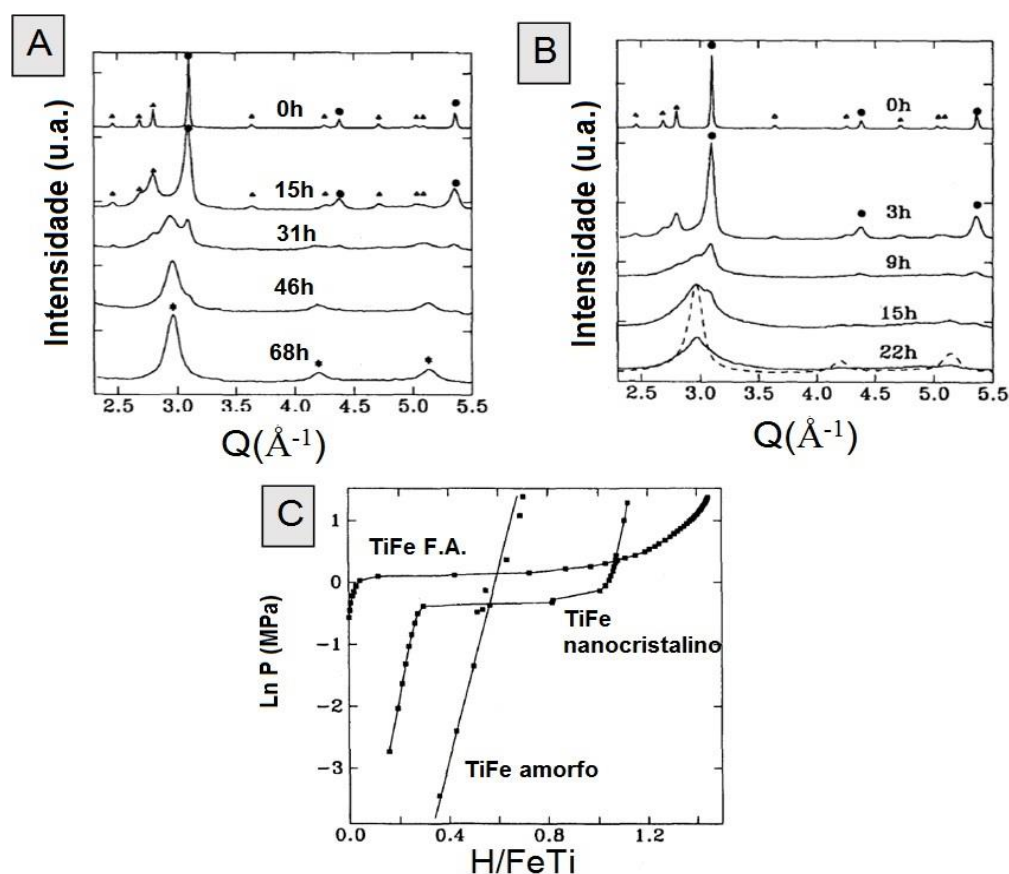 A
Intensidade (u.a.)
0h
15h
31h
46h
68h
2.5 3.0 3.5 4.0 4.5 5.0 5.5
Q(Å-1)
B
Intensidade (u.a.)
0h
3h
9h
15h
22h
2.5 3.0 3.5 4.0 4.5 5.0 5.5
Q(Å-1)
C
Ln P (MPa)
1
0
−1
−2
−3
TiFe F.A.
TiFe
nanocristalino
TiFe amorfo
0.0 0.4 0.8 1.2
H/FeTi